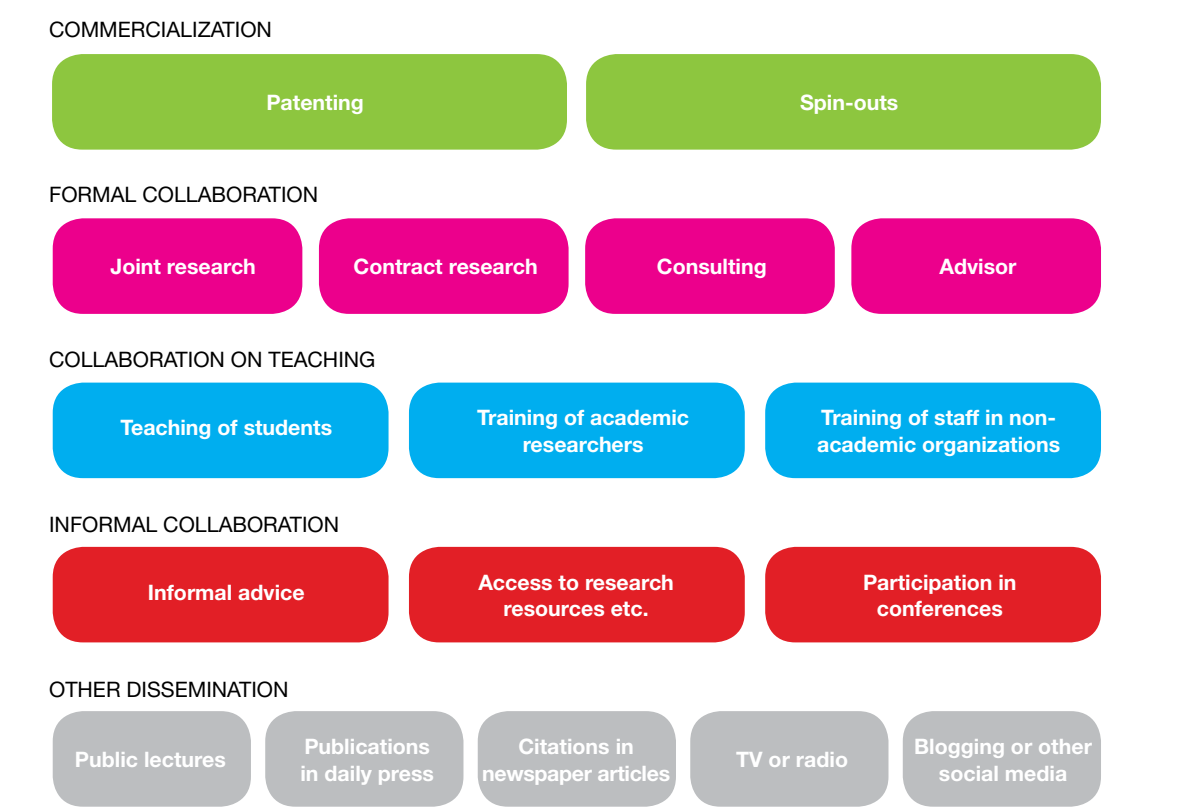 COMMERCIALIZATION
Patenting
Spin-outs
FORMAL COLLABORATION
Joint research
Contract research
Consulting
Advisor
COLLABORATION ON TEACHING
Teaching of students
Training of academic
researchers
Training of staff in non-
academic organizations
INFORMAL COLLABORATION
Informal advice
Access to research
resources etc.
Participation in
conferences
OTHER DISSEMINATION
Public lectures
Publications
in daily press
Citations in
newspaper articles
TV or radio
Blogging or other
social media